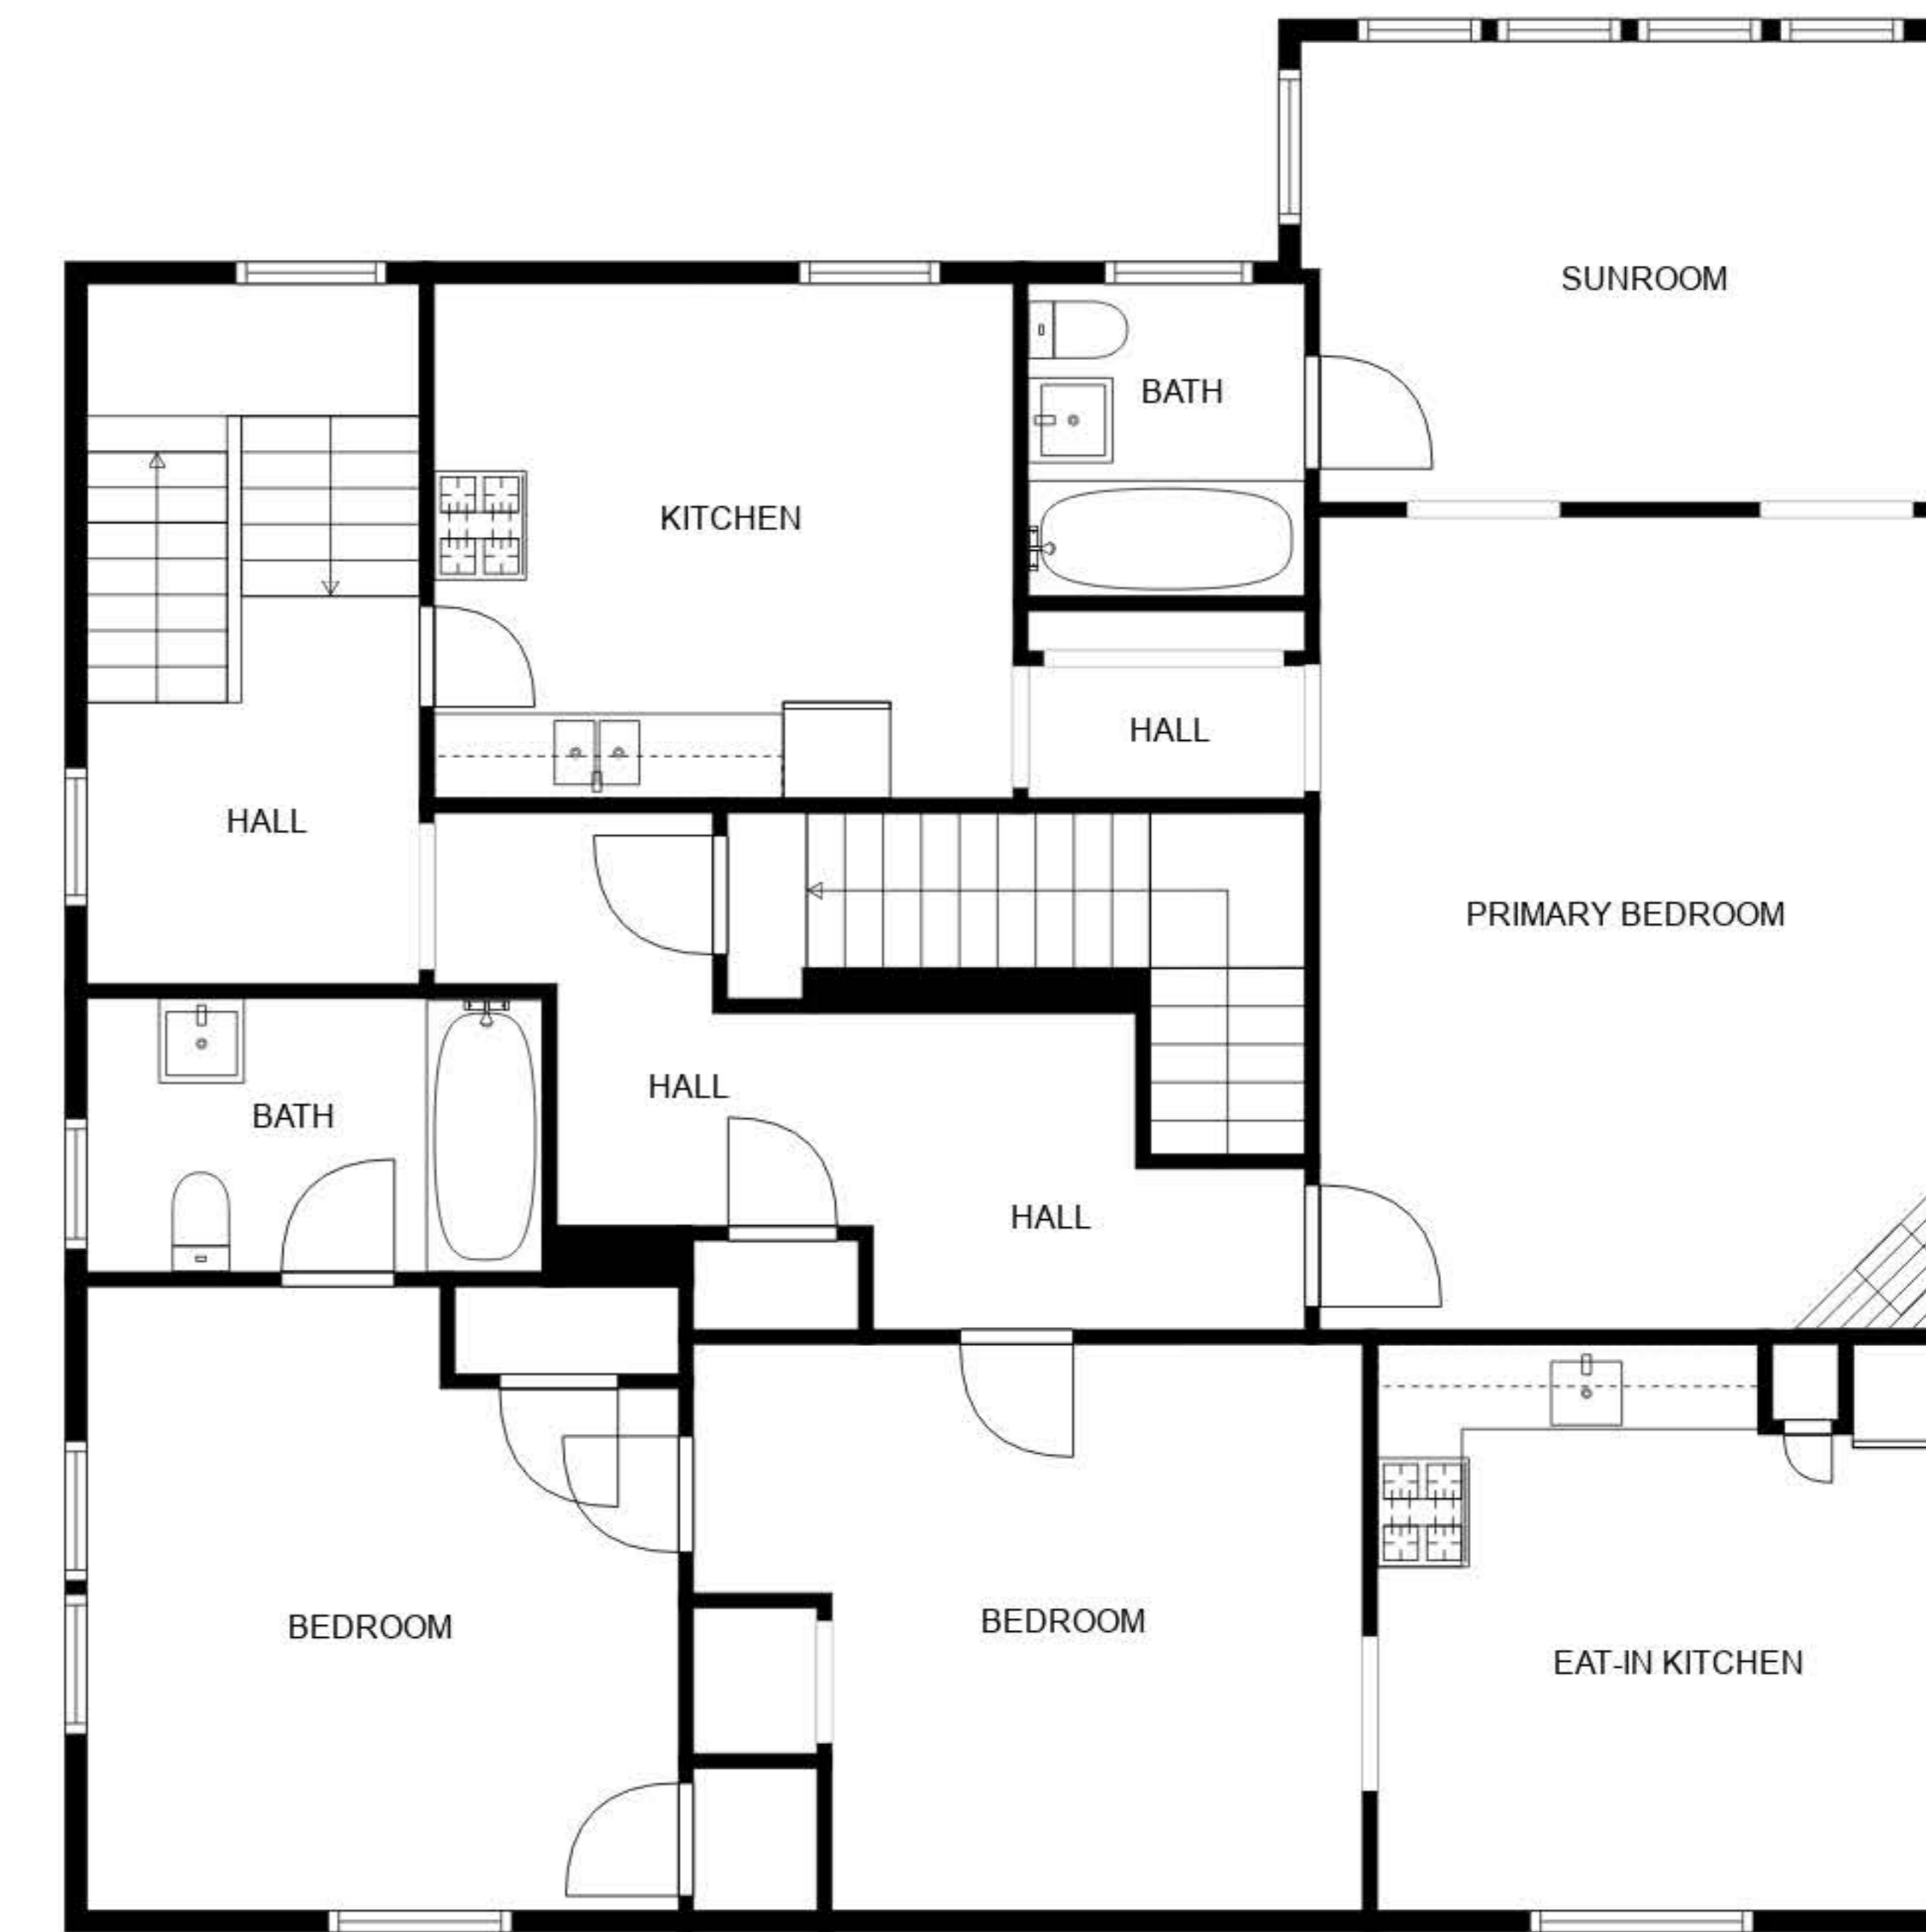 SUNROOM
BATH
KITCHEN
HALL
HALL
PRIMARY BEDROOM
HALL
BATH
HALL
BEDROOM
BEDROOM
EAT-IN KITCHEN